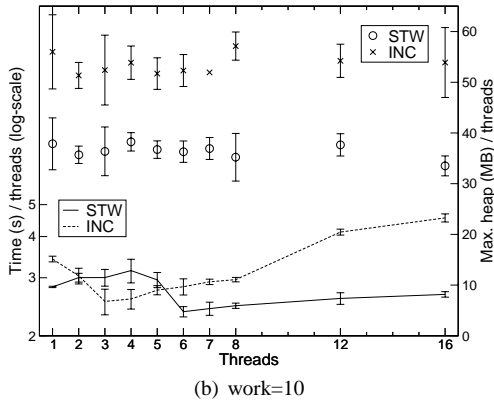 Time (s) / threads (log-scale)
5
4
3
2
STW
INC
STW
INC
60
50
40
30
20
10
0
Max. heap (MB) / threads
1 2 3 4 5 6 7 8 12 16
Threads
(b) work=10